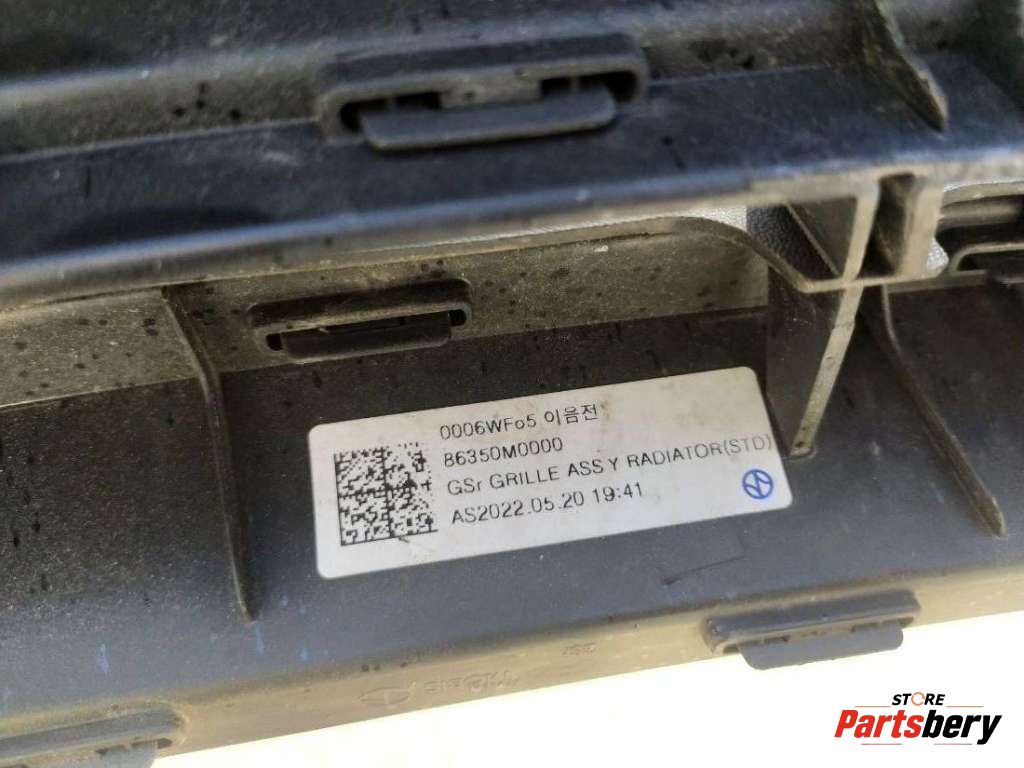 0006WFo5 이음전
86350M0000
GSr GRILLE ASS Y RADIATOR(STD)
AS2022.05.20 19:41
STORE
Partsbery